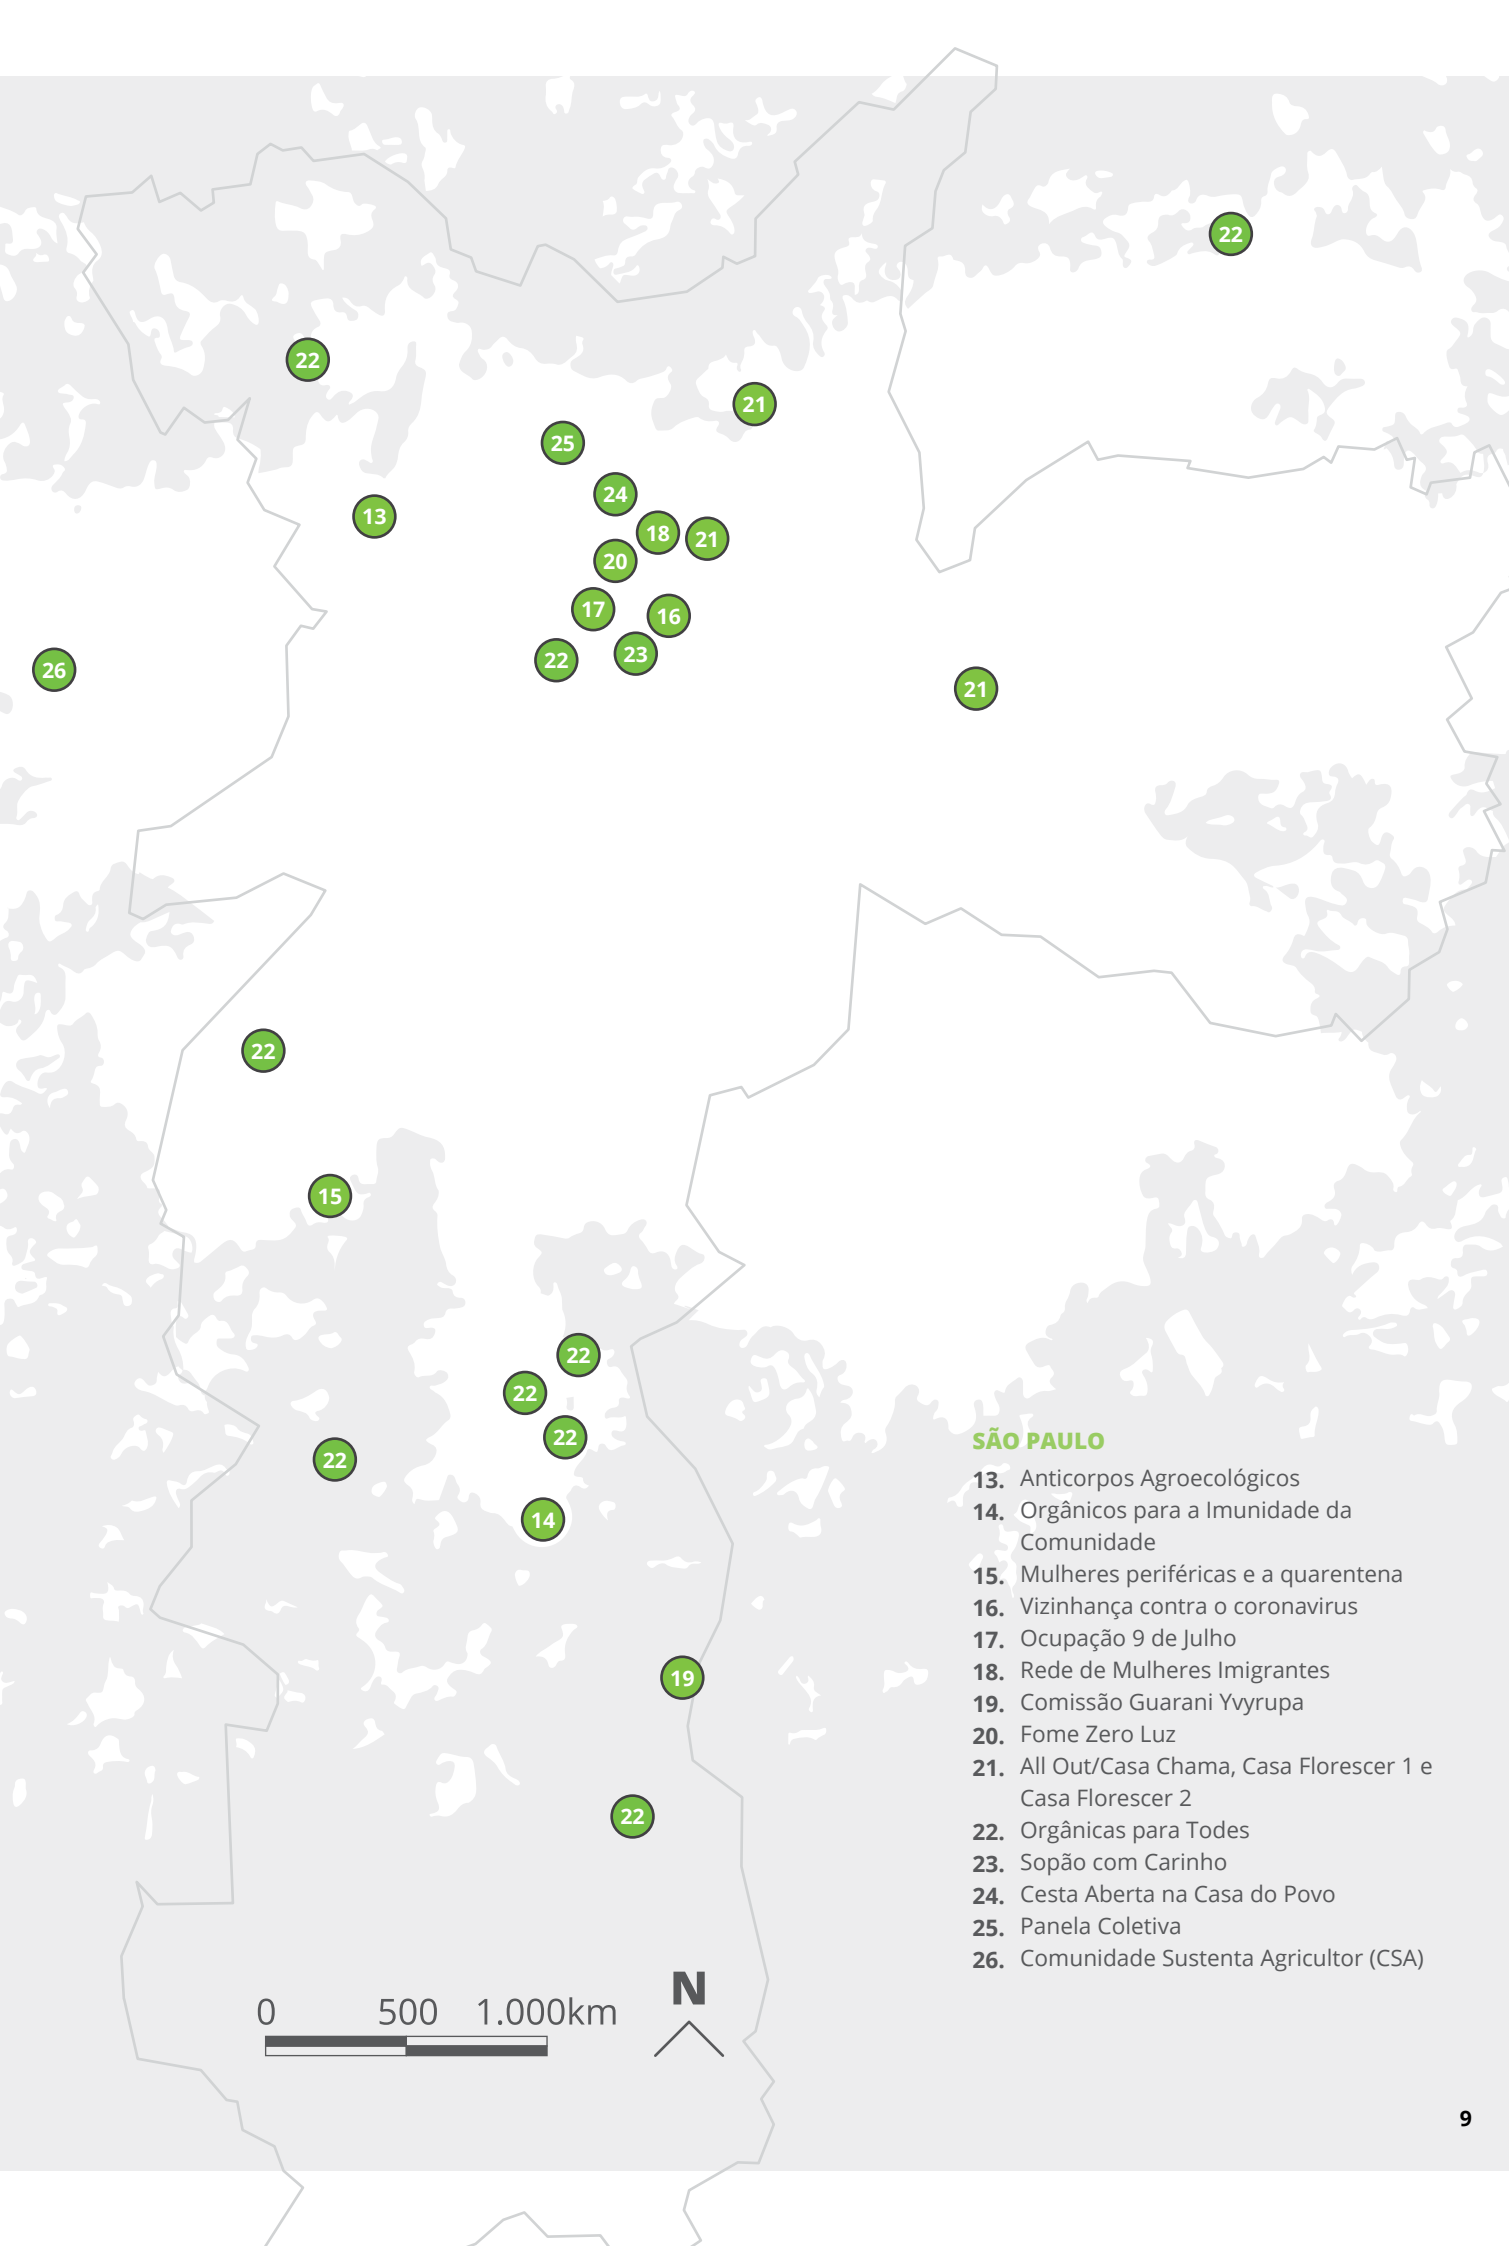 22
22
21
25
24
13
18
21
20
17
16
23
22
26
21
22
15
22
22
22
22
14
19
22
SÃO PAULO
13. Anticorpos Agroecológicos
14. Orgânicos para a Imunidade da
Comunidade
15. Mulheres periféricas e a quarentena
16. Vizinhança contra o coronavirus
17. Ocupação 9 de Julho
18. Rede de Mulheres Imigrantes
19. Comissão Guarani Yvyrupa
20. Fome Zero Luz
21. All Out/Casa Chama, Casa Florescer 1 e
Casa Florescer 2
22. Orgânicas para Todes
23. Sopão com Carinho
24. Cesta Aberta na Casa do Povo
25. Panela Coletiva
26. Comunidade Sustenta Agricultor (CSA)
N
0 500 1.000km
9